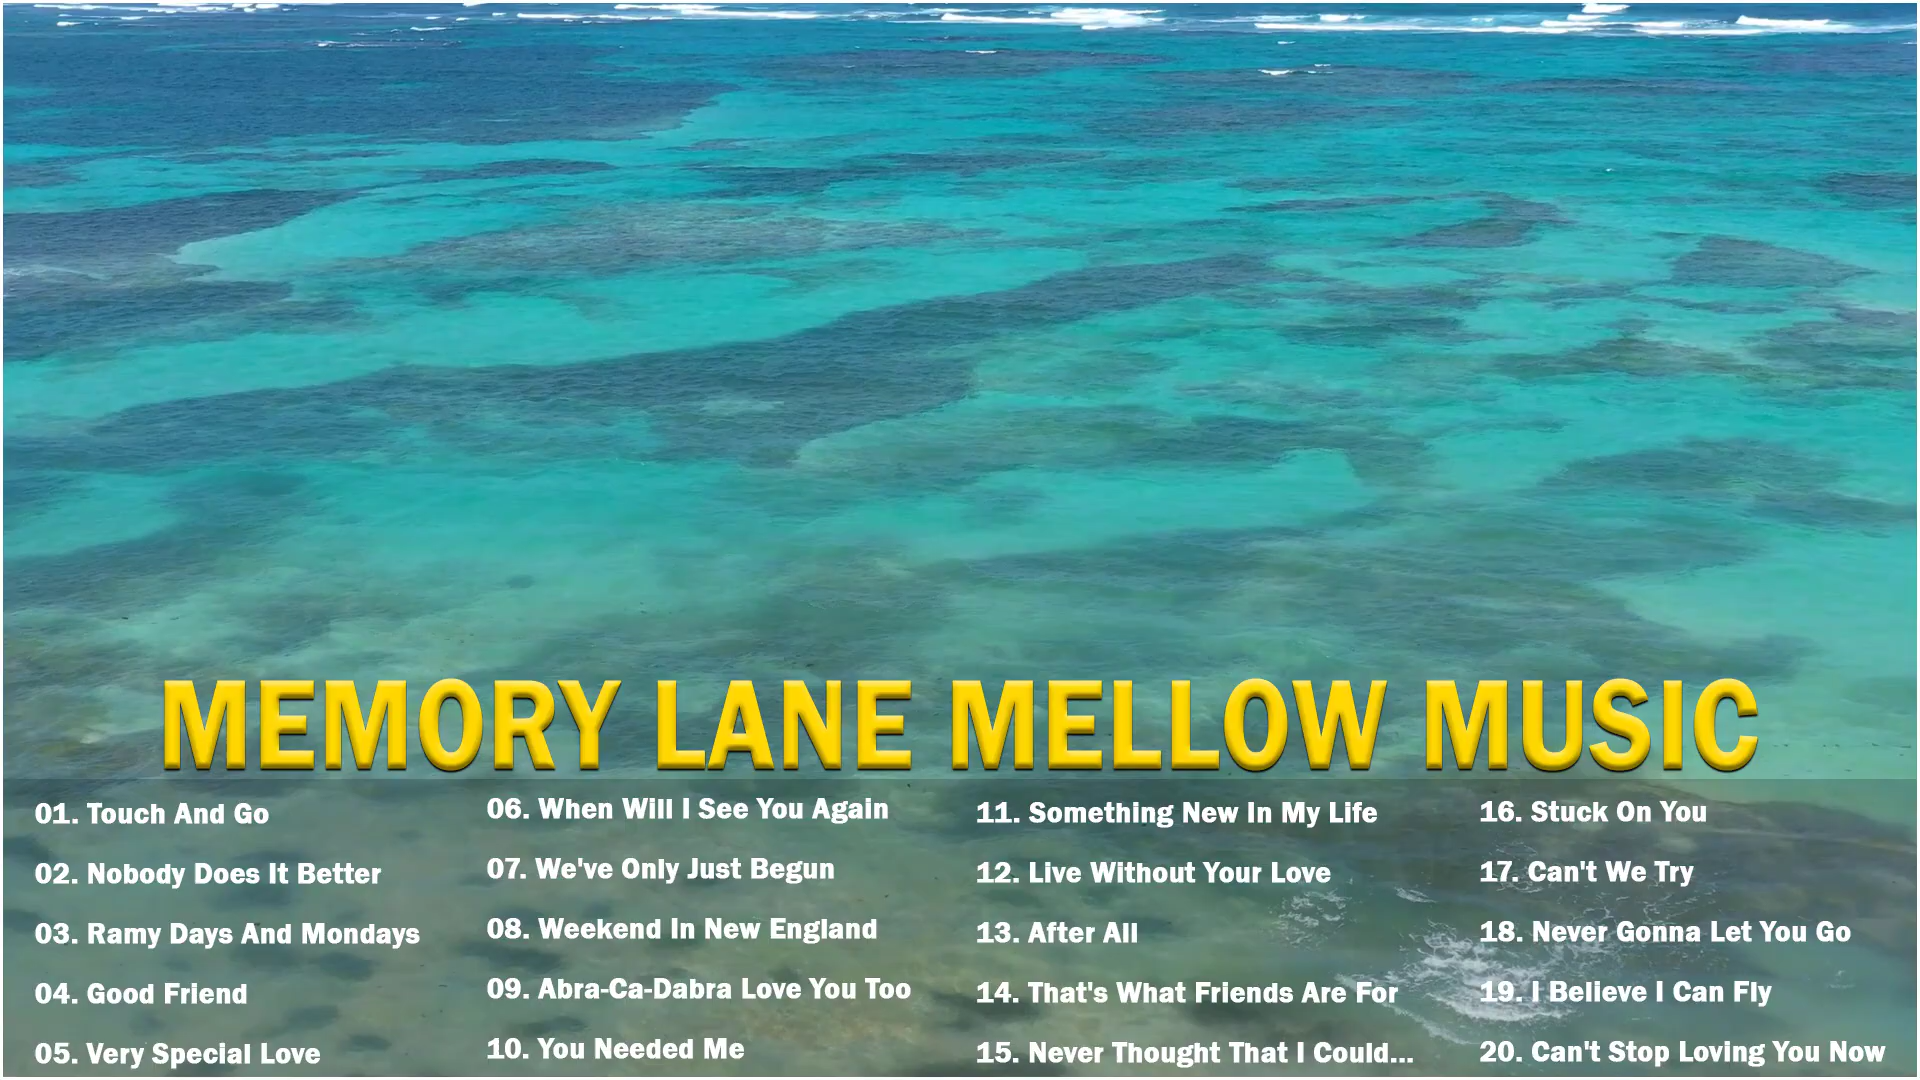 MEMORY LANE MELLOW MUSIC
01. Touch And Go
02. Nobody Does It Better
03. Ramy Days And Mondays
04. Good Friend
05. Very Special Love
06. When Will I See You Again
07. We've Only Just Begun
08. Weekend In New England
09. Abra-Ca-Dabra Love You Too
10. You Needed Me
11. Something New In My Life
12. Live Without Your Love
13. After All
14. That's What Friends Are For
15. Never Thought That I Could...
16. Stuck On You
17. Can't We Try
18. Never Gonna Let You Go
19. I Believe I Can Fly
20. Can't Stop Loving You Now